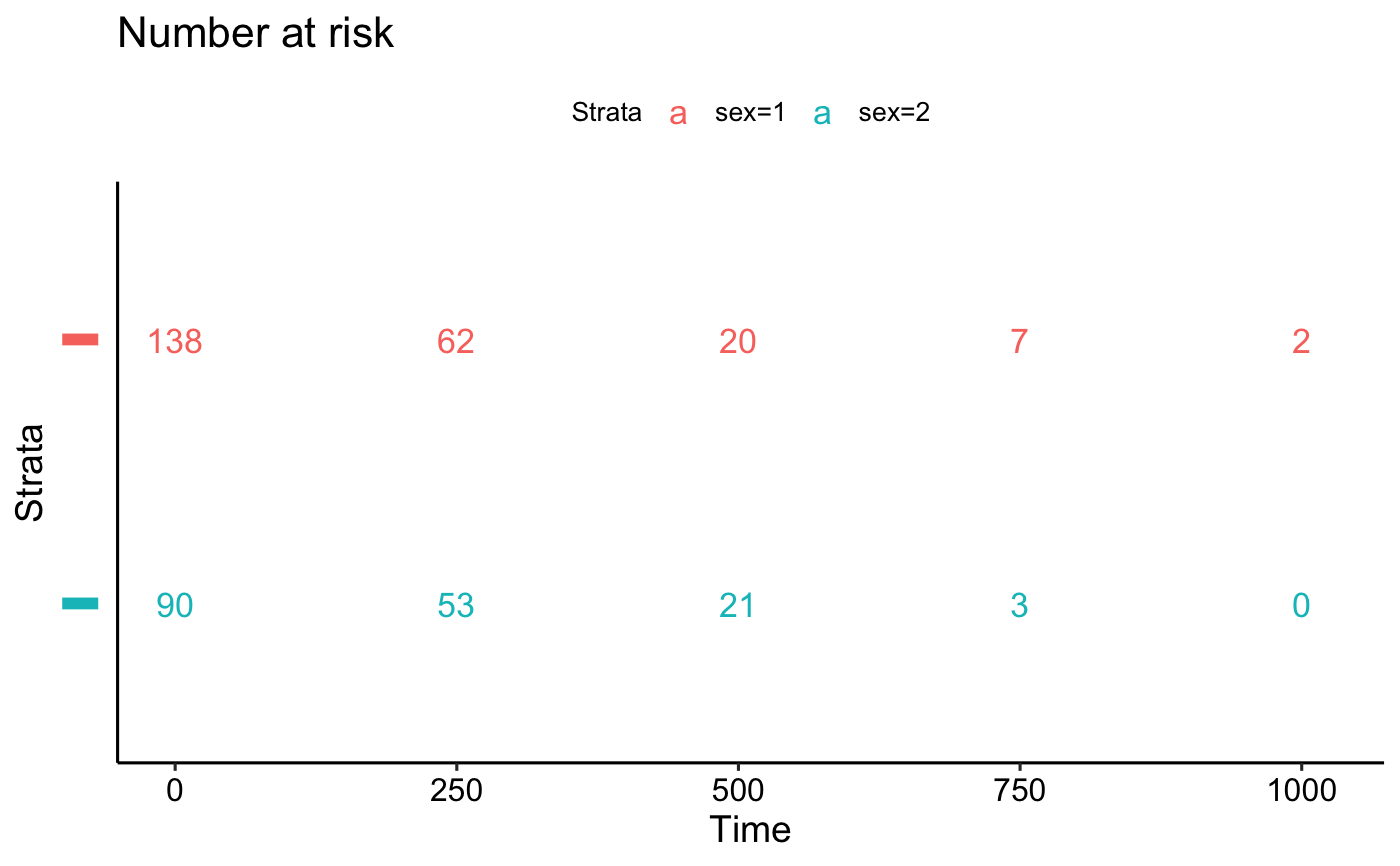 Number at risk
Strata a sex=1 a sex=2
138 62 20 7 2
Strata
90 53 21 3 0
0 250 500 750 1000
Time